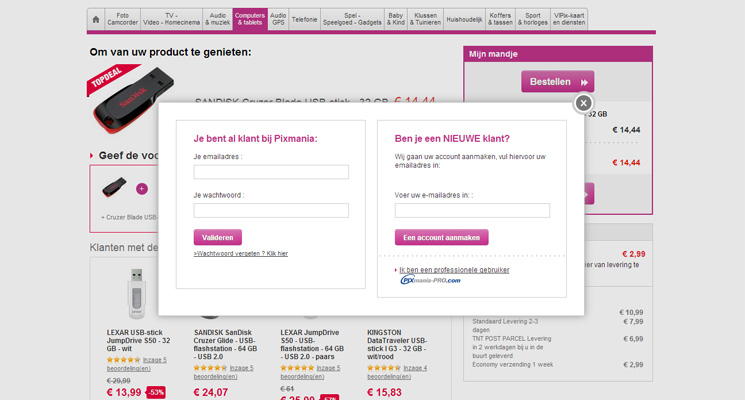 Foto Camcorder
TV - Video - Homecinema
Audio & muziek
Computers & tablets
Audio GPS
Telefonie
Spel - Speelgoed - Gadgets
Baby & Kind
Klussen & Tuinieren
Huishoudelijk
Koffers & tassen
Sport & horloges
VIPix-kaart en diensten
Om van uw product te genieten:
TOPDEAL
SanDisk
SANDISK Cruzer Blade USB-stick - 32 GB € 14,44
Mijn mandje
Bestellen
32 GB
€ 14,44
€ 14,44
Geef de voo
+ Cruzer Blade USB-
Je bent al klant bij Pixmania:
Je emailadres :
Je wachtwoord :
Valideren
>Wachtwoord vergeten ? Klik hier
Ben je een NIEUWE klant?
Wij gaan uw account aanmaken, vul hiervoor uw
emailadres in:
Voer uw e-mailadres in: :
Een account aanmaken
Ik ben een professionele gebruiker
PIXmania-PRO.com
€ 2,99
ier van levering te
€ 10,99
€ 7,99
Standaard Levering 2-3
dagen
TNT POST PARCEL Levering
in 2 werkdagen bij u in de
buurt geleverd
€ 6,99
Economy verzending 1 week
€ 2,99
Klanten met de
LEXAR USB-stick
JumpDrive S50 - 32
GB - wit
Inzage 5
beoordeling(en)
€ 29,99
€ 13,99 -53%
SANDISK SanDisk
Cruzer Glide - USB-
flashstation - 64 GB
- USB 2.0
Inzage 5
beoordeling(en)
€ 24,07
LEXAR JumpDrive
S50 - USB-
flashstation - 64 GB
- USB 2.0 - paars
Inzage 5
beoordeling(en)
€ 61
€ 25,99 -57%
KINGSTON
DataTraveler USB-
stick I G3 - 32 GB -
wit/rood
Inzage 4
beoordeling(en)
€ 15,83